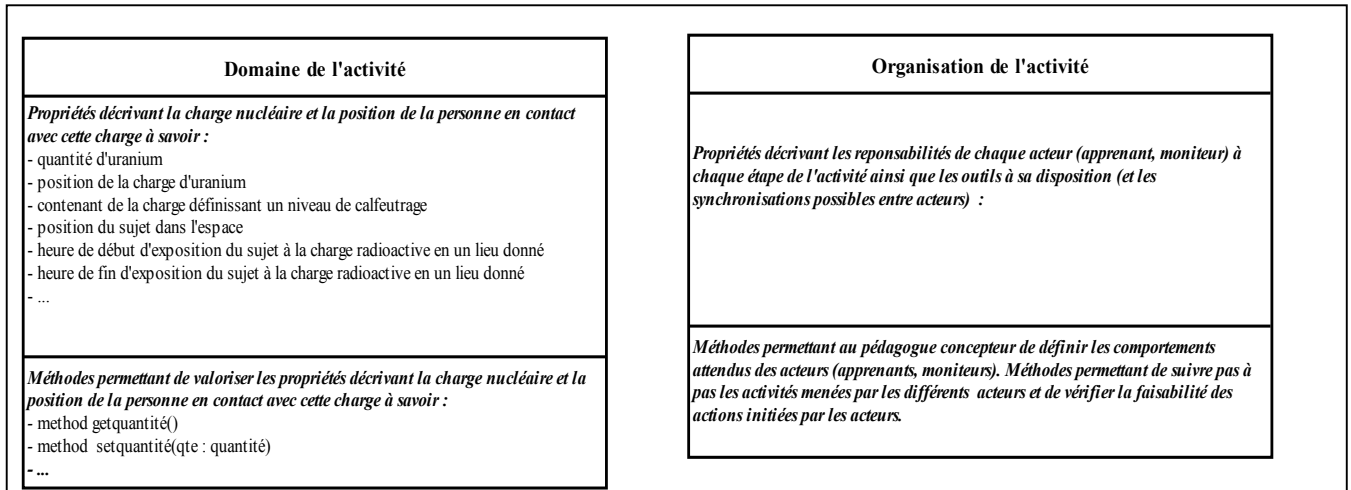 Domaine de l'activité
Propriétés décrivant la charge nucléaire et la position de la personne en contact
avec cette charge à savoir :
- quantité d'uranium
- position de la charge d'uranium
- contenant de la charge définissant un niveau de calfeutrage
- position du sujet dans l'espace
- heure de début d'exposition du sujet à la charge radioactive en un lieu donné
- heure de fin d'exposition du sujet à la charge radioactive en un lieu donné
- ...
Méthodes permettant de valoriser les propriétés décrivant la charge nucléaire et la
position de la personne en contact avec cette charge à savoir :
- method getquantité()
- method setquantité(qte : quantité)
- ...
Organisation de l'activité
Propriétés décrivant les reponsabilités de chaque acteur (apprenant, moniteur) à
chaque étape de l'activité ainsi que les outils à sa disposition (et les
synchronisations possibles entre acteurs) :
Méthodes permettant au pédagogue concepteur de définir les comportements
attendus des acteurs (apprenants, moniteurs). Méthodes permettant de suivre pas à
pas les activités menées par les différents acteurs et de vérifier la faisabilité des
actions initiées par les acteurs.